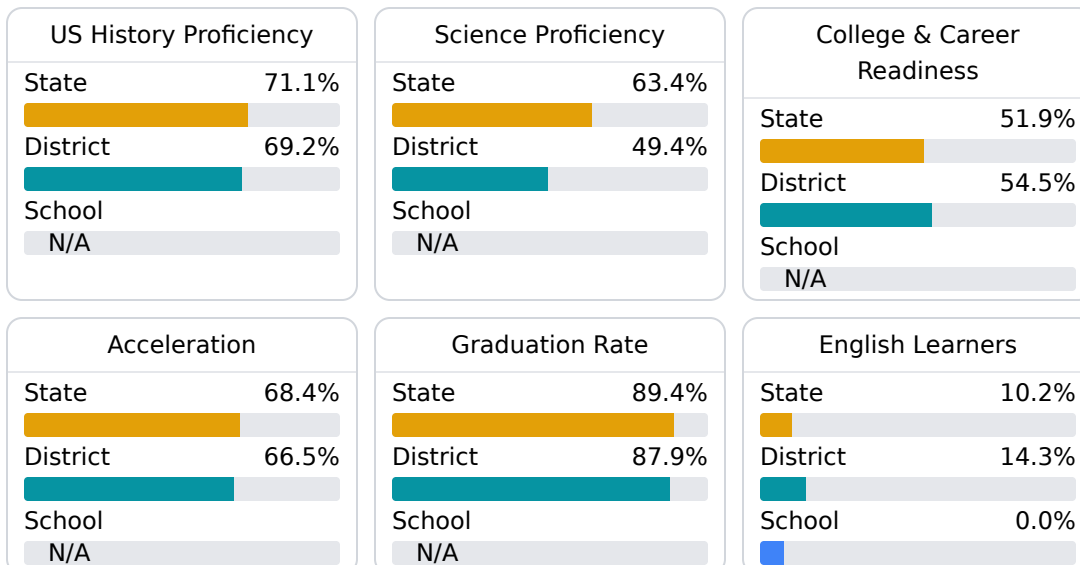 US History Proficiency
State 71.1%
District 69.2%
School
N/A
Science Proficiency
State 63.4%
District 49.4%
School
N/A
College & Career
Readiness
State 51.9%
District 54.5%
School
N/A
Acceleration
State 68.4%
District 66.5%
School
N/A
Graduation Rate
State 89.4%
District 87.9%
School
N/A
English Learners
State 10.2%
District 14.3%
School 0.0%